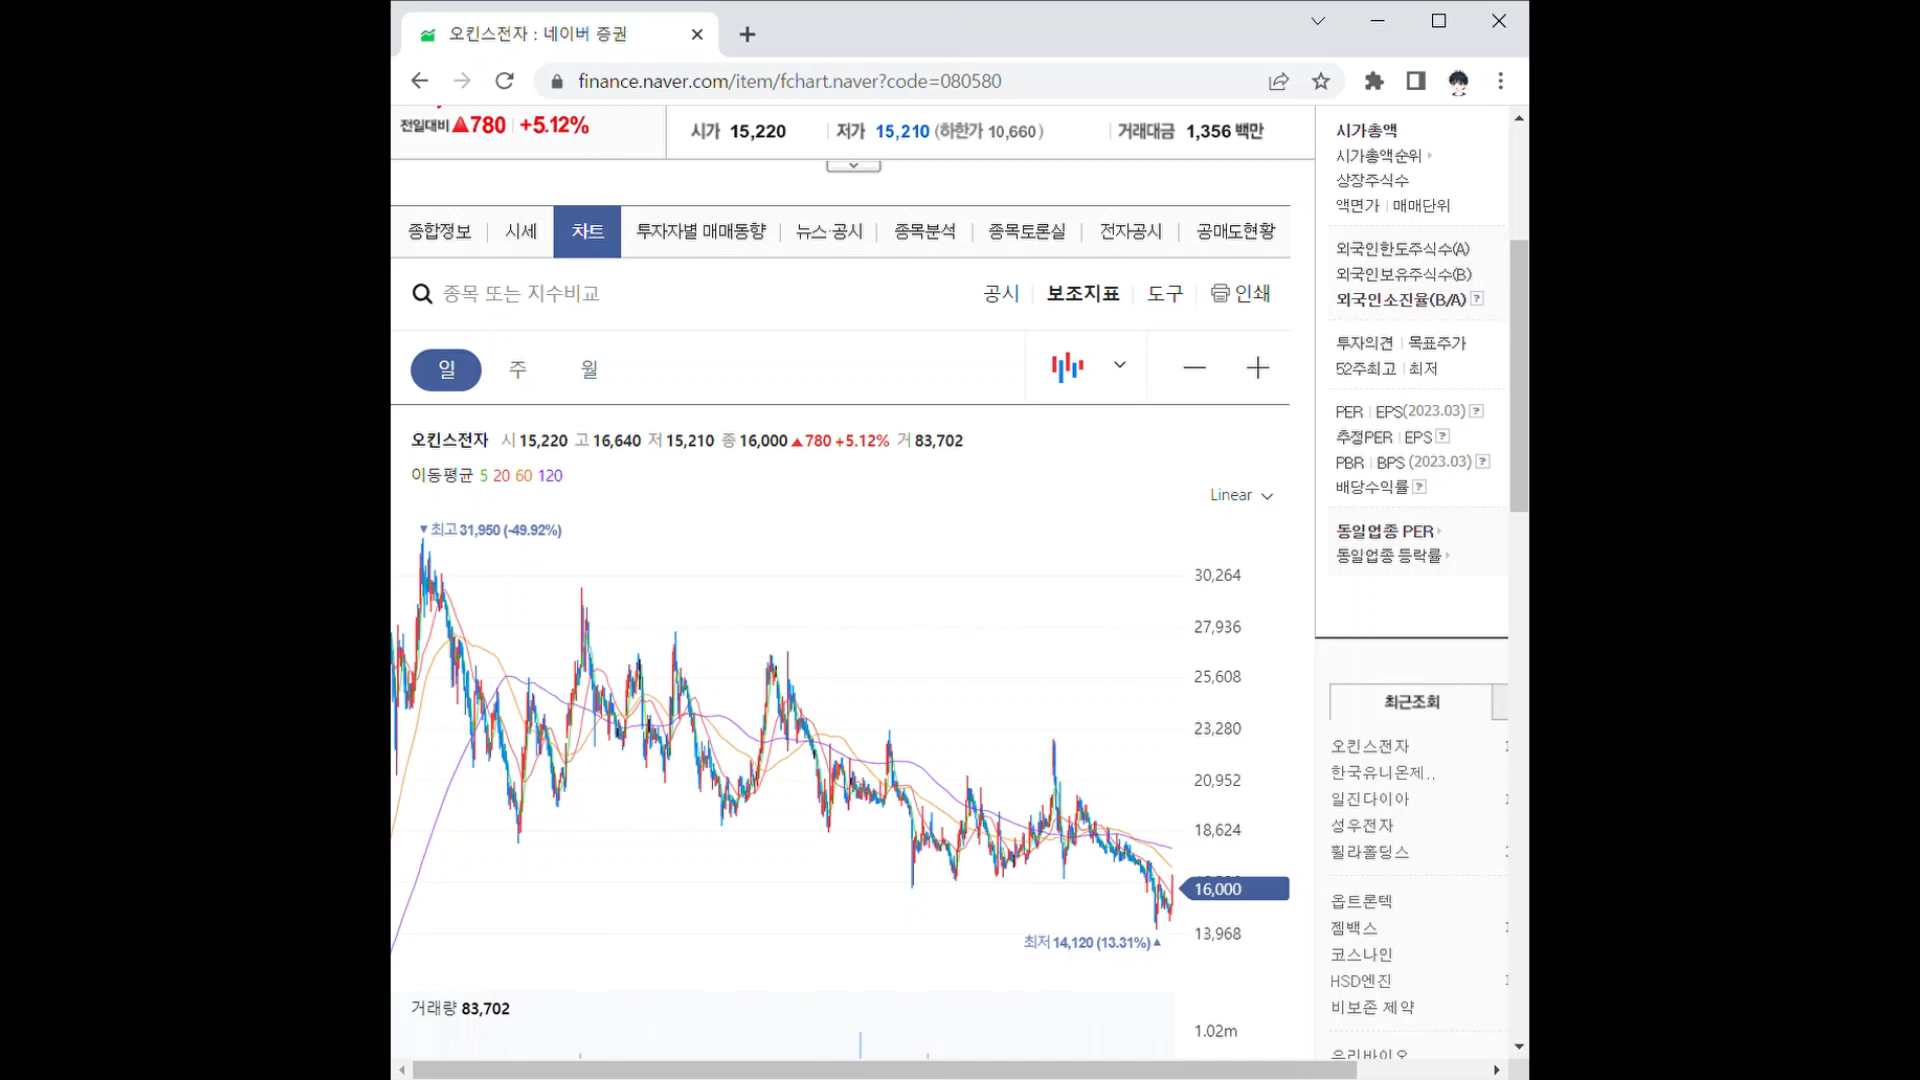 오킨스전자 : 네이버 증권
finance.naver.com/item/fchart.naver?code=080580
전일대비 ▲780 +5.12%
시가 15,220 저가 15,210 (하한가 10,660) 거래대금 1,356 백만
종합정보 시세 차트 투자자별 매매동향 뉴스·공시 종목분석 종목토론실 전자공시 공매도현황
종목 또는 지수비교 공시 보조지표 도구 인쇄
일 주 월
오킨스전자 시 15,220 고 16,640 저 15,210 종 16,000 ▲780 +5.12% 거 83,702
이동평균 5 20 60 120
Linear
▼최고 31,950 (-49.92%)
30,264
27,936
25,608
23,280
20,952
18,624
16,000
13,968
최저 14,120 (13.31%)▲
거래량 83,702
1.02m
시가총액
시가총액순위
상장주식수
액면가 매매단위
외국인한도주식수(A)
외국인보유주식수(B)
외국인소진율(B/A) ?
투자의견 목표주가
52주최고 최저
PER EPS(2023.03) ?
추정PER EPS ?
PBR BPS (2023.03) ?
배당수익률 ?
동일업종 PER
동일업종 등락률
최근조회
오킨스전자
한국유니온제..
일진다이아
성우전자
휠라홀딩스
옵트론텍
젬백스
코스나인
HSD엔진
비보존 제약
우리바이오